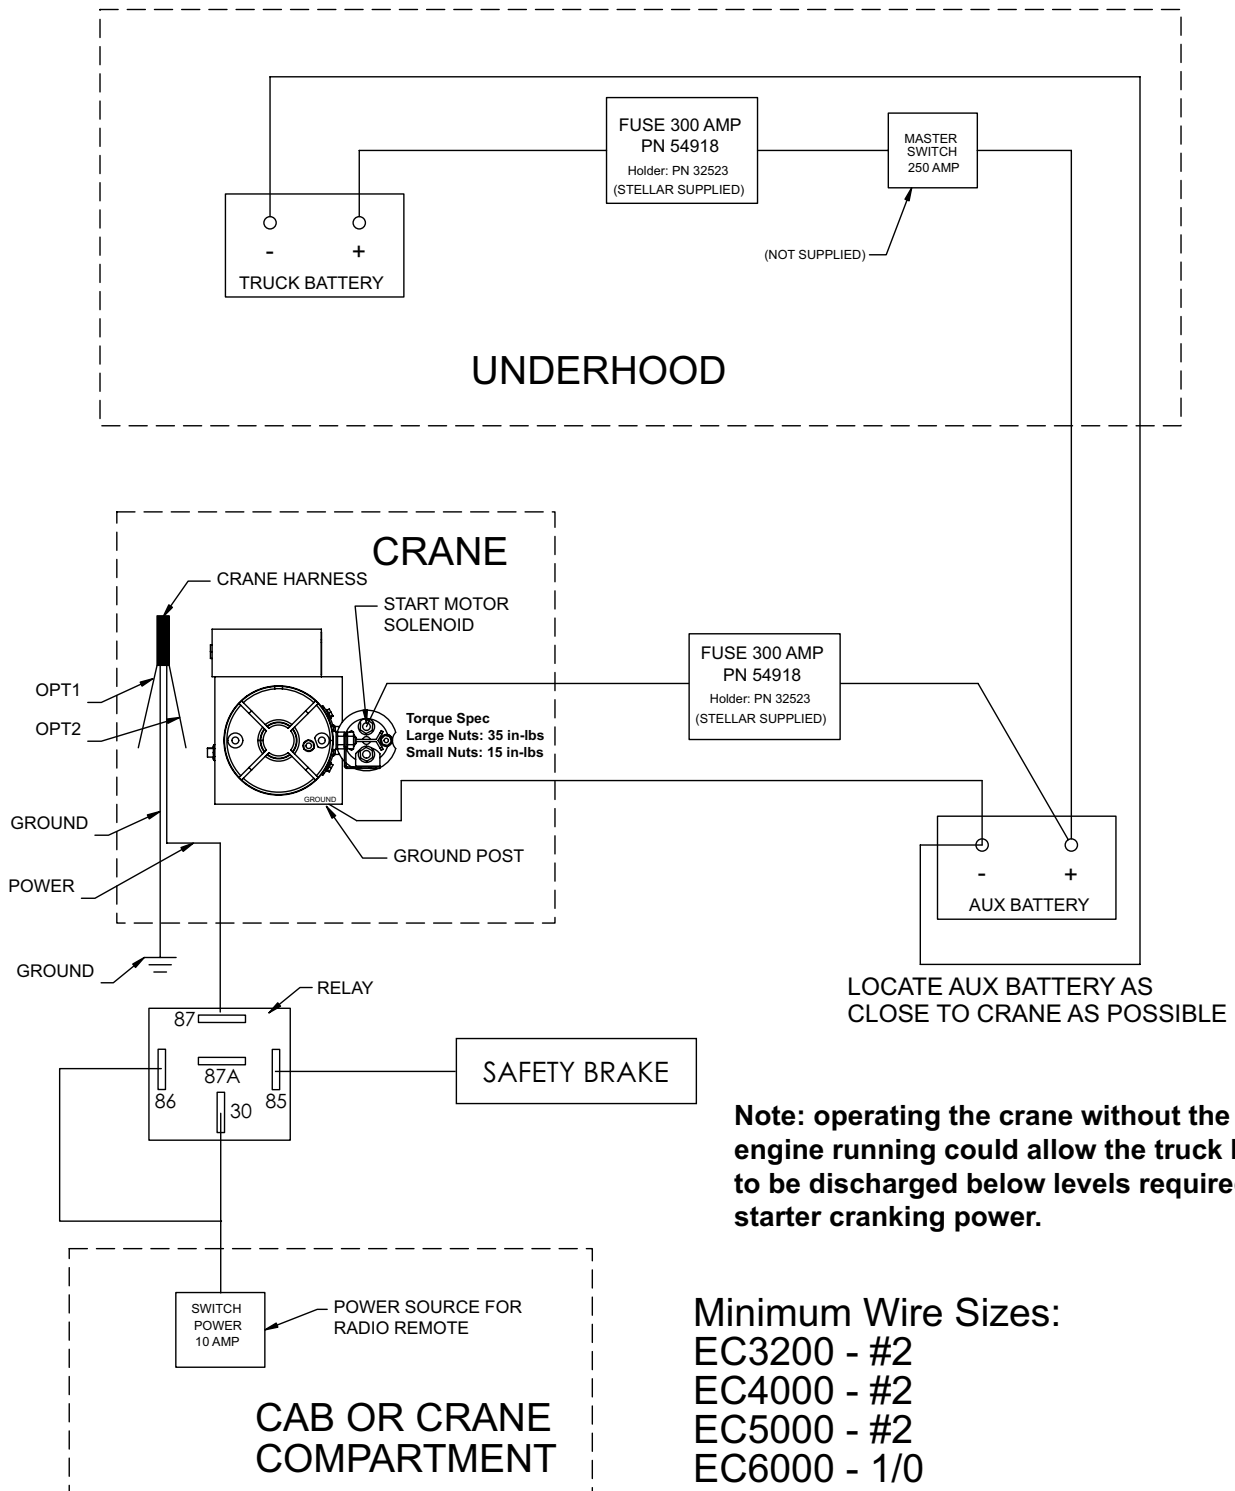 FUSE 300 AMP
PN 54918
Holder: PN 32523
(STELLAR SUPPLIED)
MASTER
SWITCH
250 AMP
(NOT SUPPLIED)
-
+
TRUCK BATTERY
UNDERHOOD
CRANE
CRANE HARNESS
START MOTOR
SOLENOID
OPT1
OPT2
Torque Spec
Large Nuts: 35 in-lbs
Small Nuts: 15 in-lbs
FUSE 300 AMP
PN 54918
Holder: PN 32523
(STELLAR SUPPLIED)
GROUND
GROUND
GROUND POST
POWER
-
+
AUX BATTERY
GROUND
LOCATE AUX BATTERY AS
CLOSE TO CRANE AS POSSIBLE
RELAY
87
87A
86
85
30
SAFETY BRAKE
Note: operating the crane without the
engine running could allow the truck
to be discharged below levels
starter cranking power.
SWITCH
POWER
10 AMP
POWER SOURCE FOR
RADIO REMOTE
CAB OR CRANE
COMPARTMENT
Minimum Wire Sizes:
EC3200 - #2
EC4000 - #2
EC5000 - #2
EC6000 - 1/0